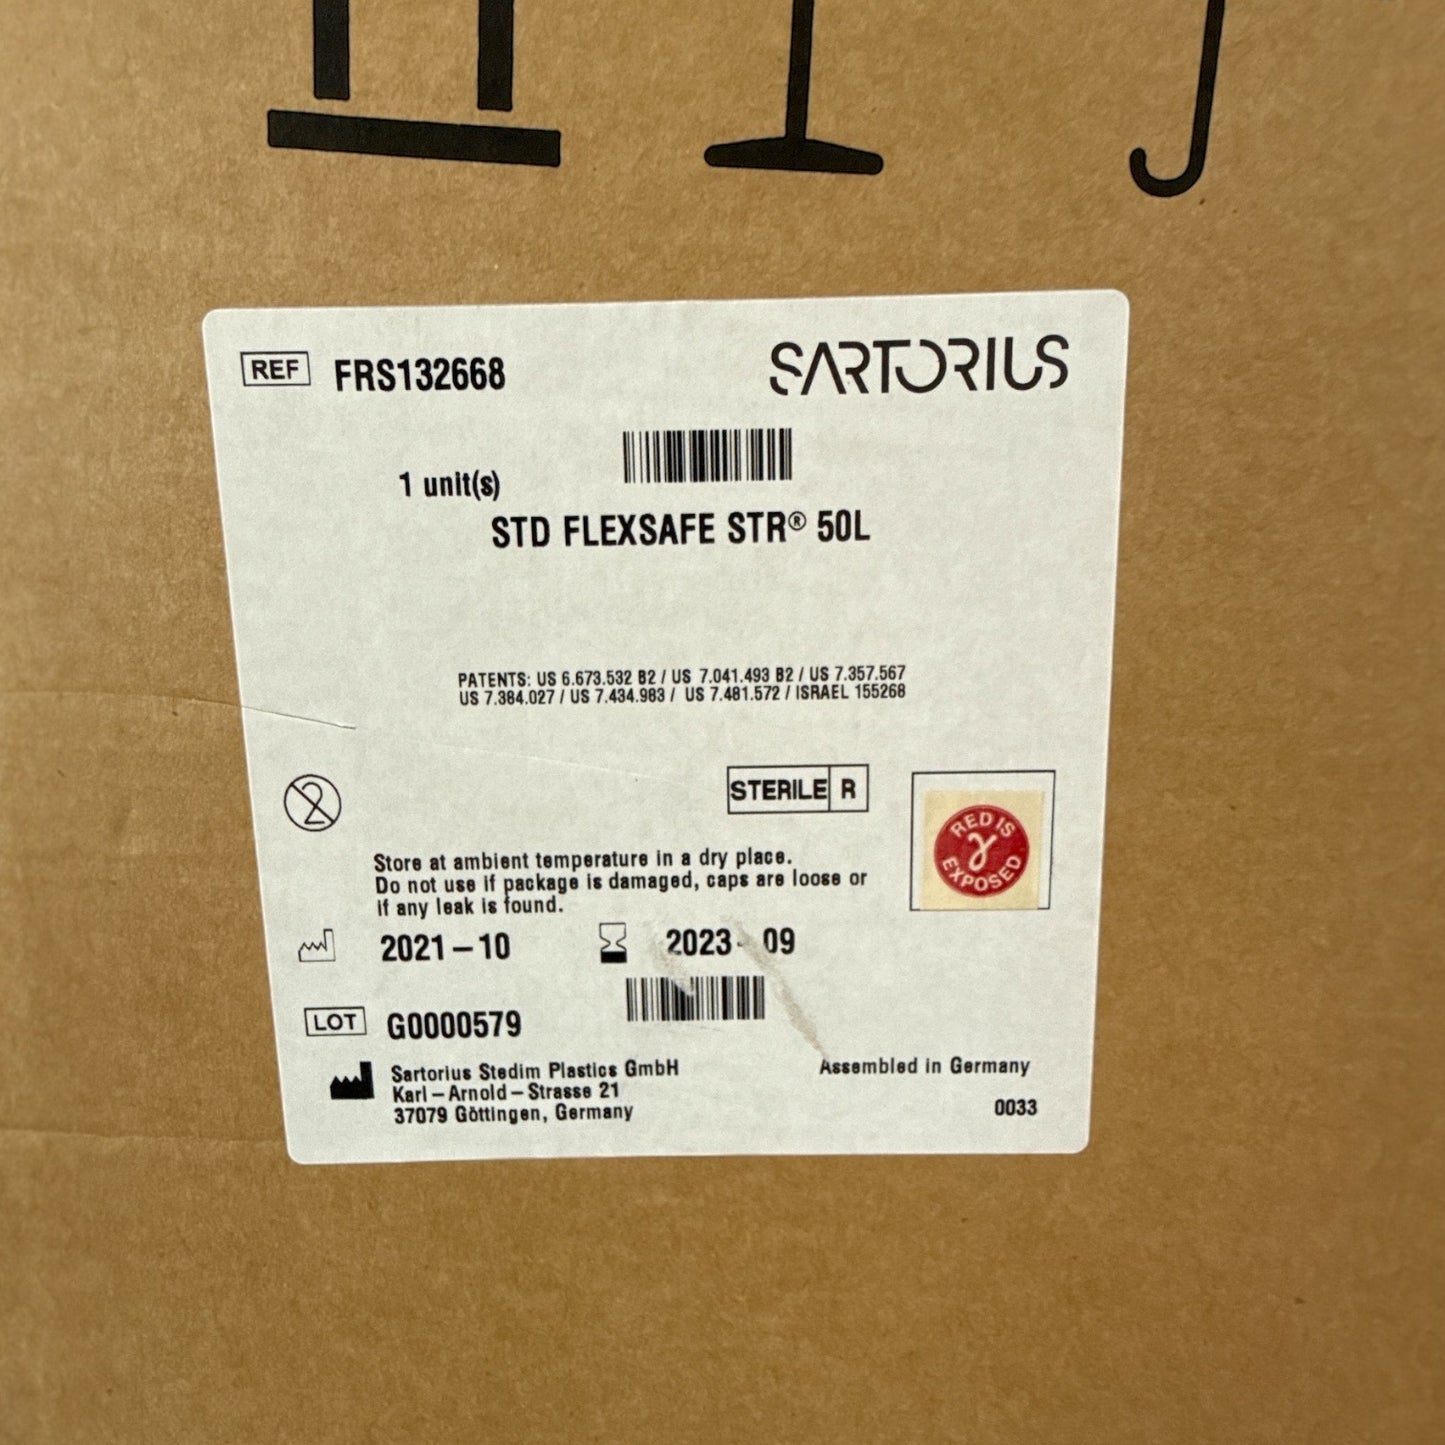 REF FRS132668 SARTORIUS
1 unit(s)
STD FLEXSAFE STR® 50L
PATENTS: US 6.673.532 B2 / US 7.041.493 B2 / US 7.357.567
US 7.384.027 / US 7.434.983 / US 7.481.572 / ISRAEL 155268
2
STERILE R
RED IS
γ
EXPOSED
Store at ambient temperature in a dry place.
Do not use if package is damaged, caps are loose or
if any leak is found.
2021-10 2023-09
LOT G0000579
Sartorius Stedim Plastics GmbH
Karl-Arnold-Strasse 21
37079 Göttingen, Germany
Assembled in Germany
0033